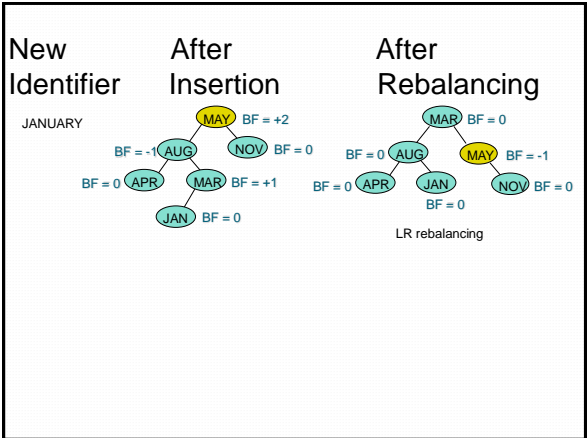 New After After
Identifier Insertion Rebalancing
JANUARY
MAY BF = +2
BF = -1 AUG NOV BF = 0
BF = 0 APR MAR BF = +1
JAN BF = 0
MAR BF = 0
BF = 0 AUG MAY BF = -1
BF = 0 APR JAN NOV BF = 0
BF = 0
LR rebalancing